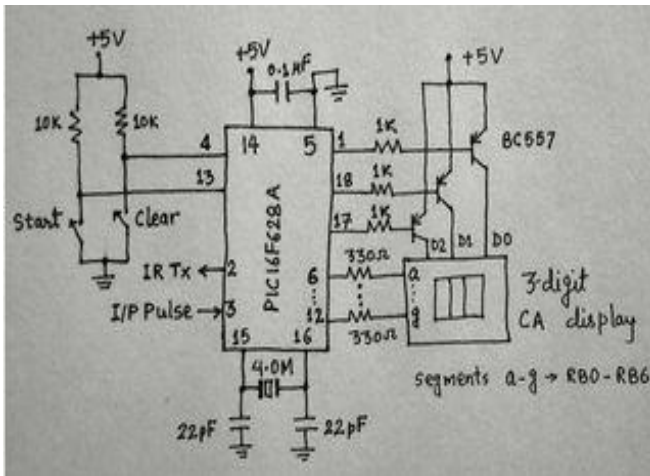 +5V
+5V
0.1µF
+5V
10K
10K
4
14
5
1
1K
BC557
13
18
1K
17
1K
Start
Clear
PIC16F628A
D2
D1
D0
IR Tx
2
6
330Ω
a
3-digit
I/P Pulse
3
12
330Ω
g
CA display
15
16
4.0M
segments a-g → RB0-RB6
22pF
22pF